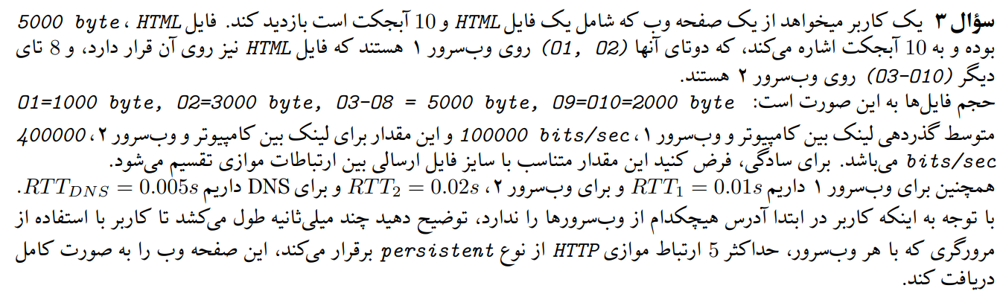 سؤال ۳ یک کاربر میخواهد از یک صفحه وب که شامل یک فایل HTML و 10 آبجکت است بازدید کند. فایل HTML، 5000 byte
بوده و به 10 آبجکت اشاره می‌کند، که دوتای آنها (O1, O2) روی وب‌سرور ۱ هستند که فایل HTML نیز روی آن قرار دارد، و 8 تای
دیگر (O3-O10) روی وب‌سرور ۲ هستند.
حجم فایل‌ها به این صورت است: O1=1000 byte, O2=3000 byte, O3-O8 = 5000 byte, O9=O10=2000 byte
متوسط گذردهی لینک بین کامپیوتر و وب‌سرور ۱، 100000 bits/sec و این مقدار برای لینک بین کامپیوتر و وب‌سرور ۲، 400000
bits/sec می‌باشد. برای سادگی، فرض کنید این مقدار متناسب با سایز فایل ارسالی بین ارتباطات موازی تقسیم می‌شود.
همچنین برای وب‌سرور ۱ داریم RTT₁ = 0.01s و برای وب‌سرور ۲، RTT₂ = 0.02s و برای DNS داریم RTT_{DNS} = 0.005s.
با توجه به اینکه کاربر در ابتدا آدرس هیچکدام از وب‌سرورها را ندارد، توضیح دهید چند میلی‌ثانیه طول می‌کشد تا کاربر با استفاده از
مرورگری که با هر وب‌سرور، حداکثر 5 ارتباط موازی HTTP از نوع persistent برقرار می‌کند، این صفحه وب را به صورت کامل
دریافت کند.